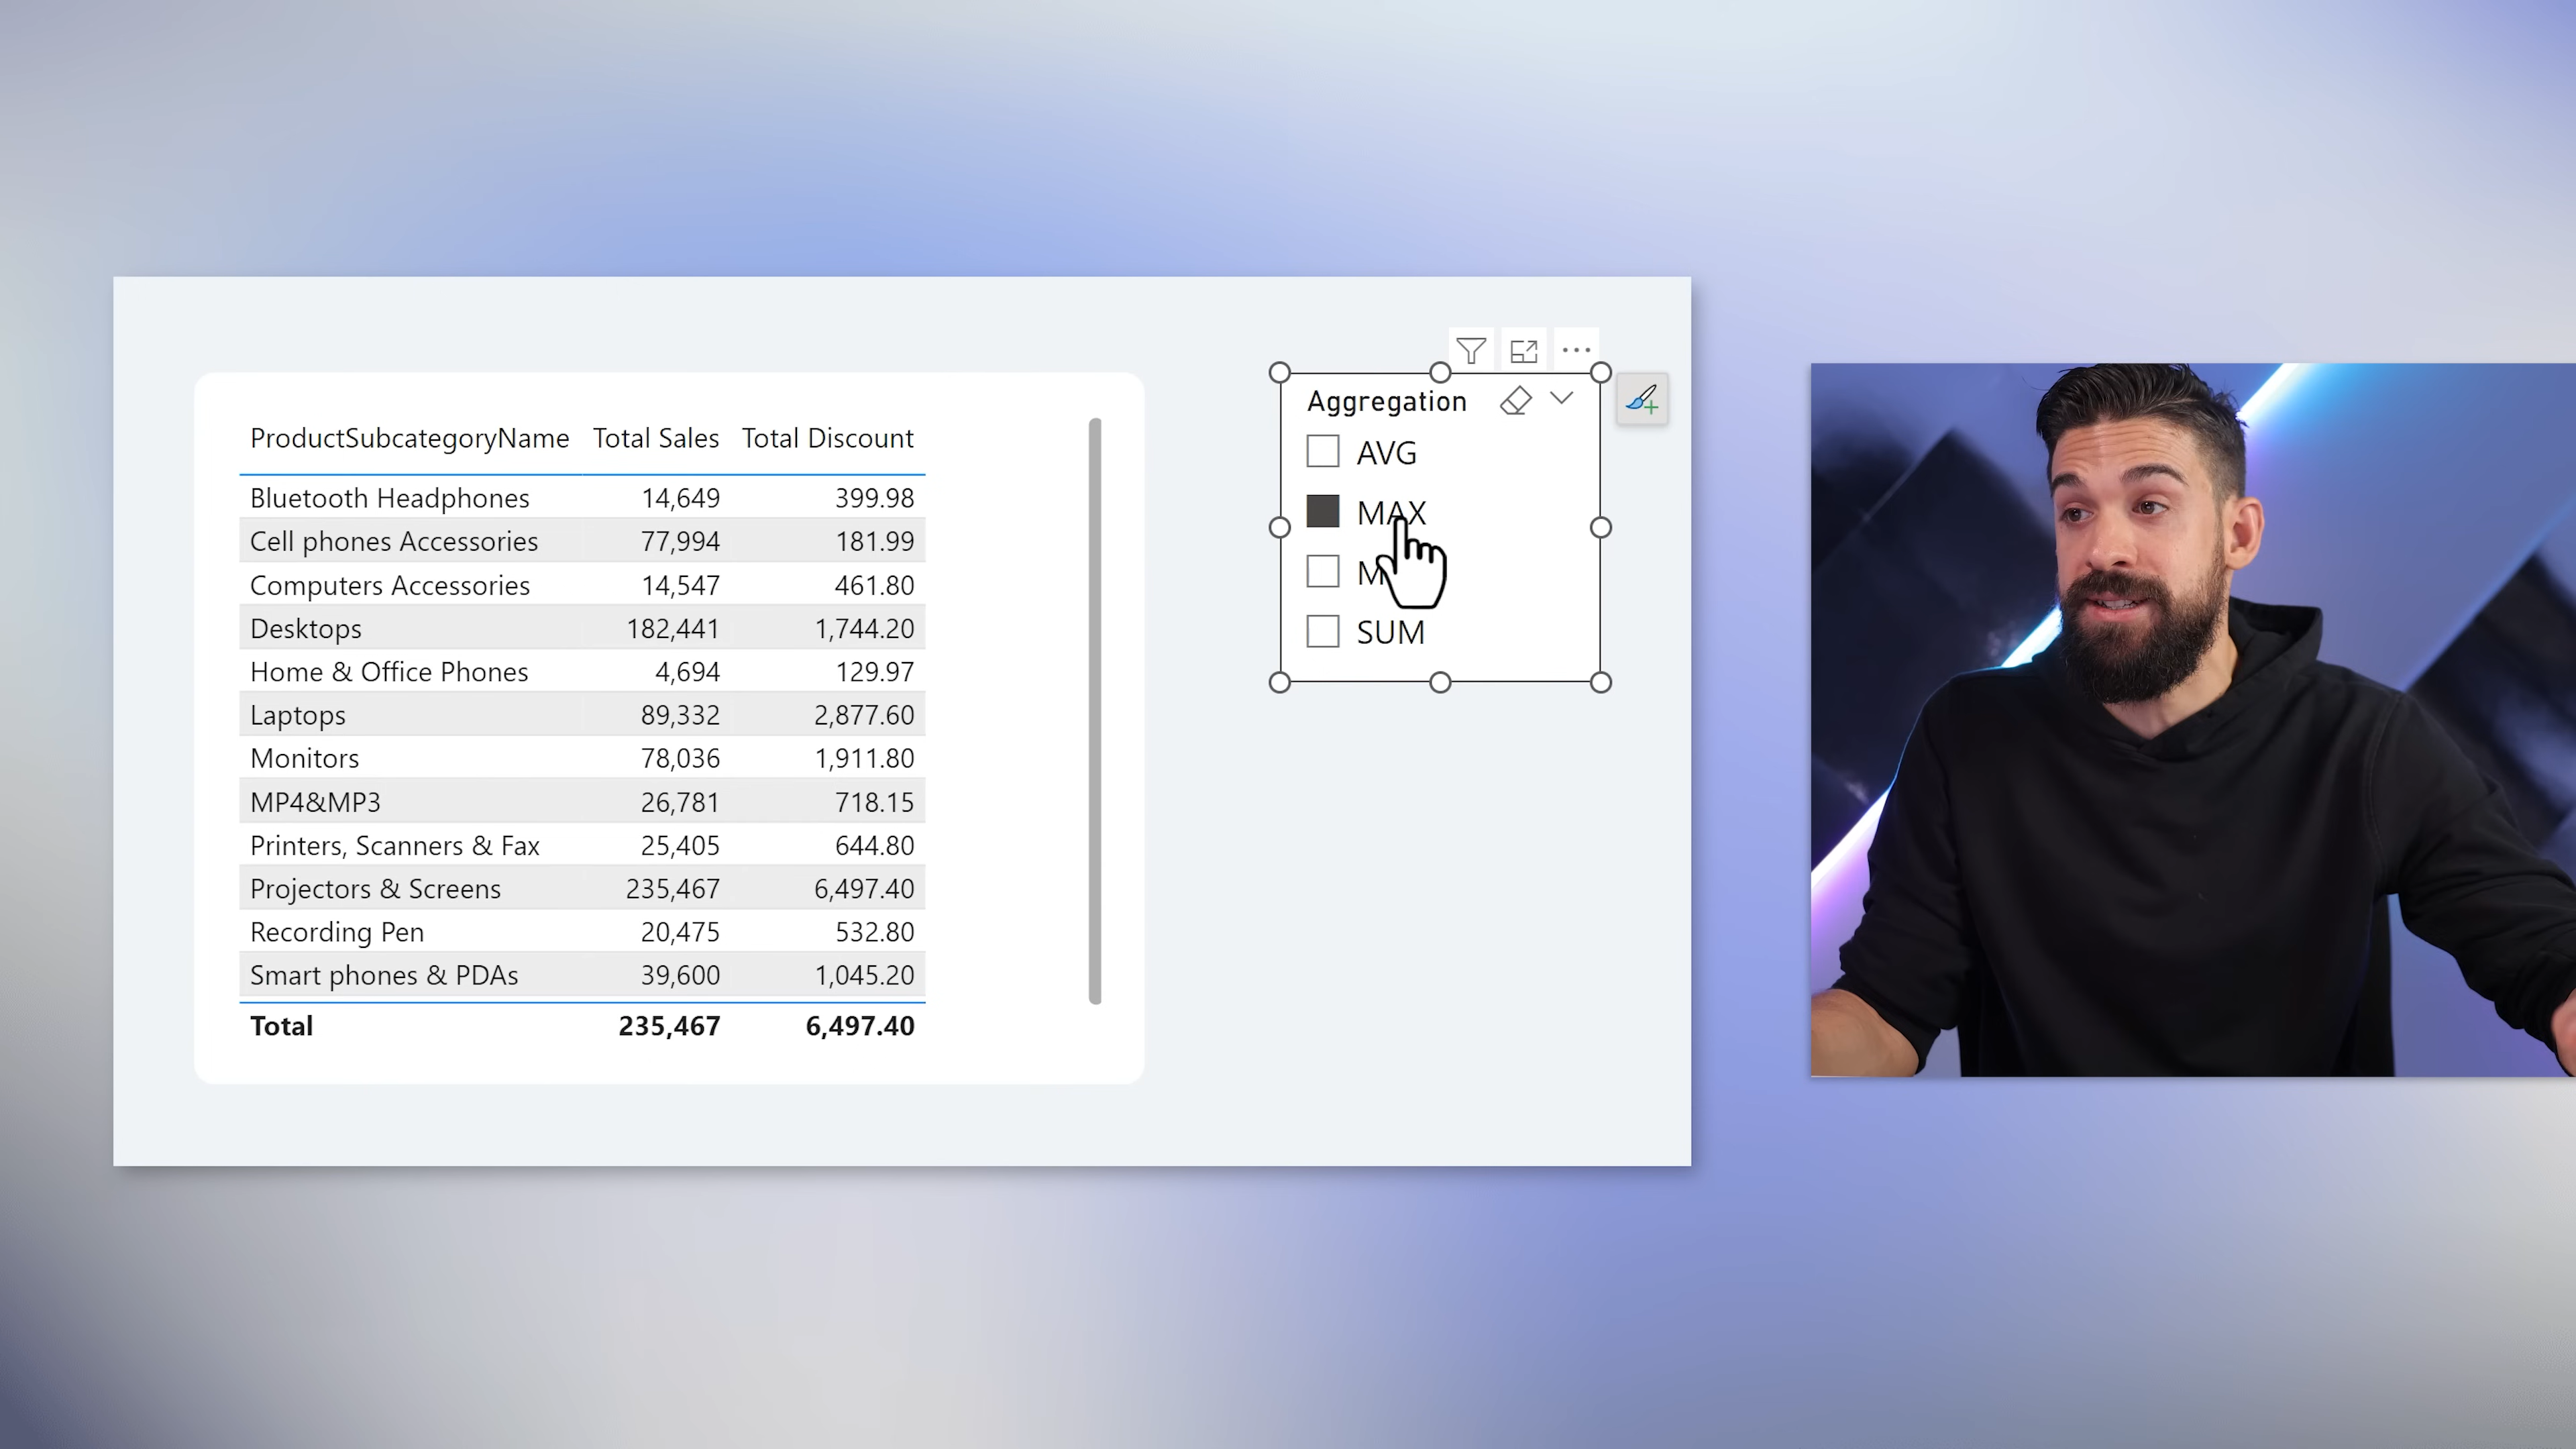 ProductSubcategoryName Total Sales Total Discount
Bluetooth Headphones 14,649 399.98
Cell phones Accessories 77,994 181.99
Computers Accessories 14,547 461.80
Desktops 182,441 1,744.20
Home & Office Phones 4,694 129.97
Laptops 89,332 2,877.60
Monitors 78,036 1,911.80
MP4&MP3 26,781 718.15
Printers, Scanners & Fax 25,405 644.80
Projectors & Screens 235,467 6,497.40
Recording Pen 20,475 532.80
Smart phones & PDAs 39,600 1,045.20
Total 235,467 6,497.40
Aggregation
AVG
MAX
SUM